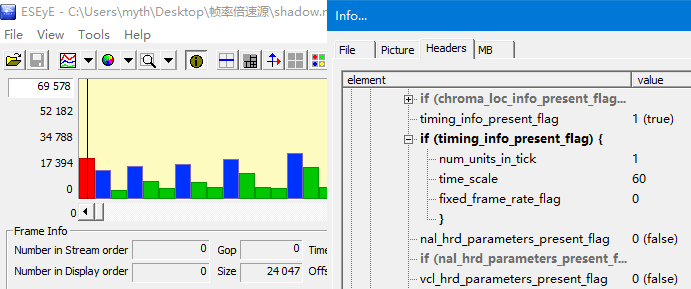 ESEyE - C:\Users\myth\Desktop\帧率倍速源\shadow.
File View Tools Help
69 578
52 182
34 788
17 394
0
0
Frame Info
Number in Stream order 0 Gop 0 Time
Number in Display order 0 Size 24 047 Offs
Info...
File Picture Headers MB
element value
if (chroma_loc_info_present_flag...
timing_info_present_flag 1 (true)
if (timing_info_present_flag) {
num_units_in_tick 1
time_scale 60
fixed_frame_rate_flag 0
}
nal_hrd_parameters_present_flag 0 (false)
if (nal_hrd_parameters_present_f...
vcl_hrd_parameters_present_flag 0 (false)